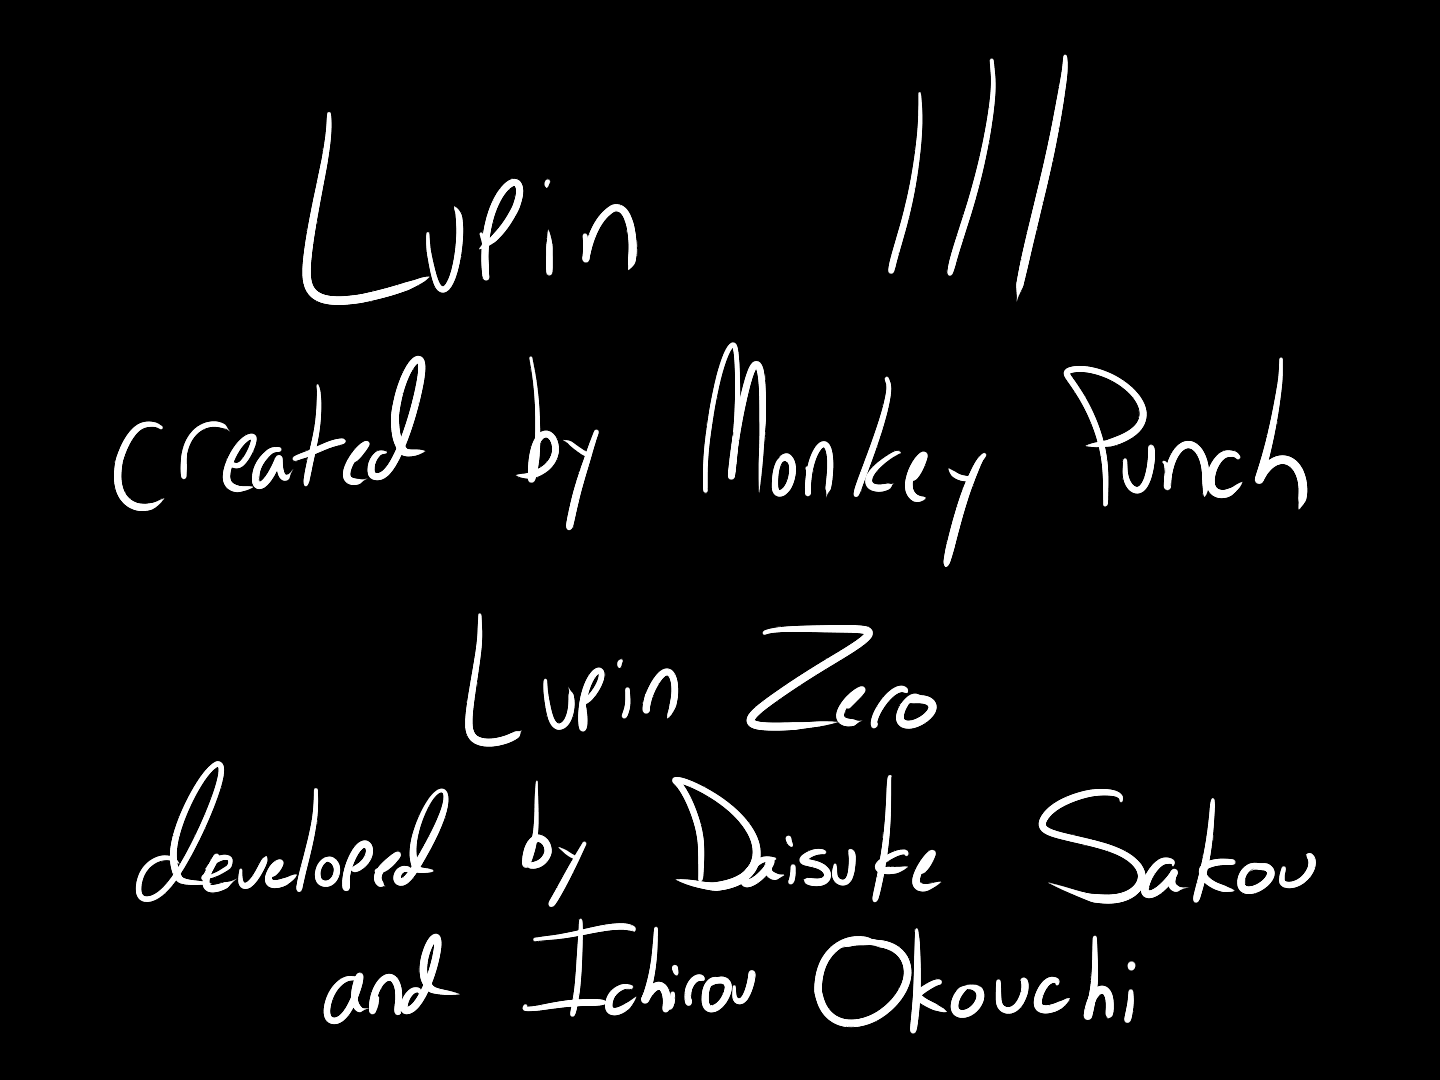 Lupin III
created by Monkey Punch
Lupin Zero
developed by Daisuke Sakou
and Ichirou Okouchi